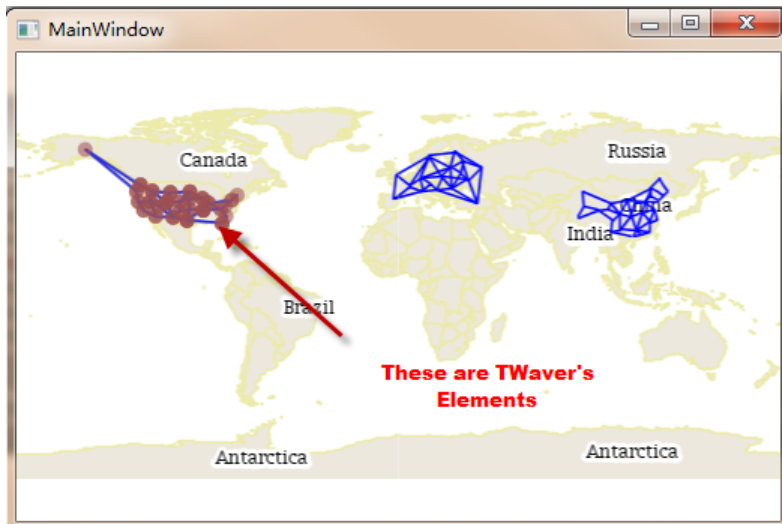 MainWindow
Canada
Russia
China
India
Brazil
These are TWaver's
Elements
Antarctica
Antarctica